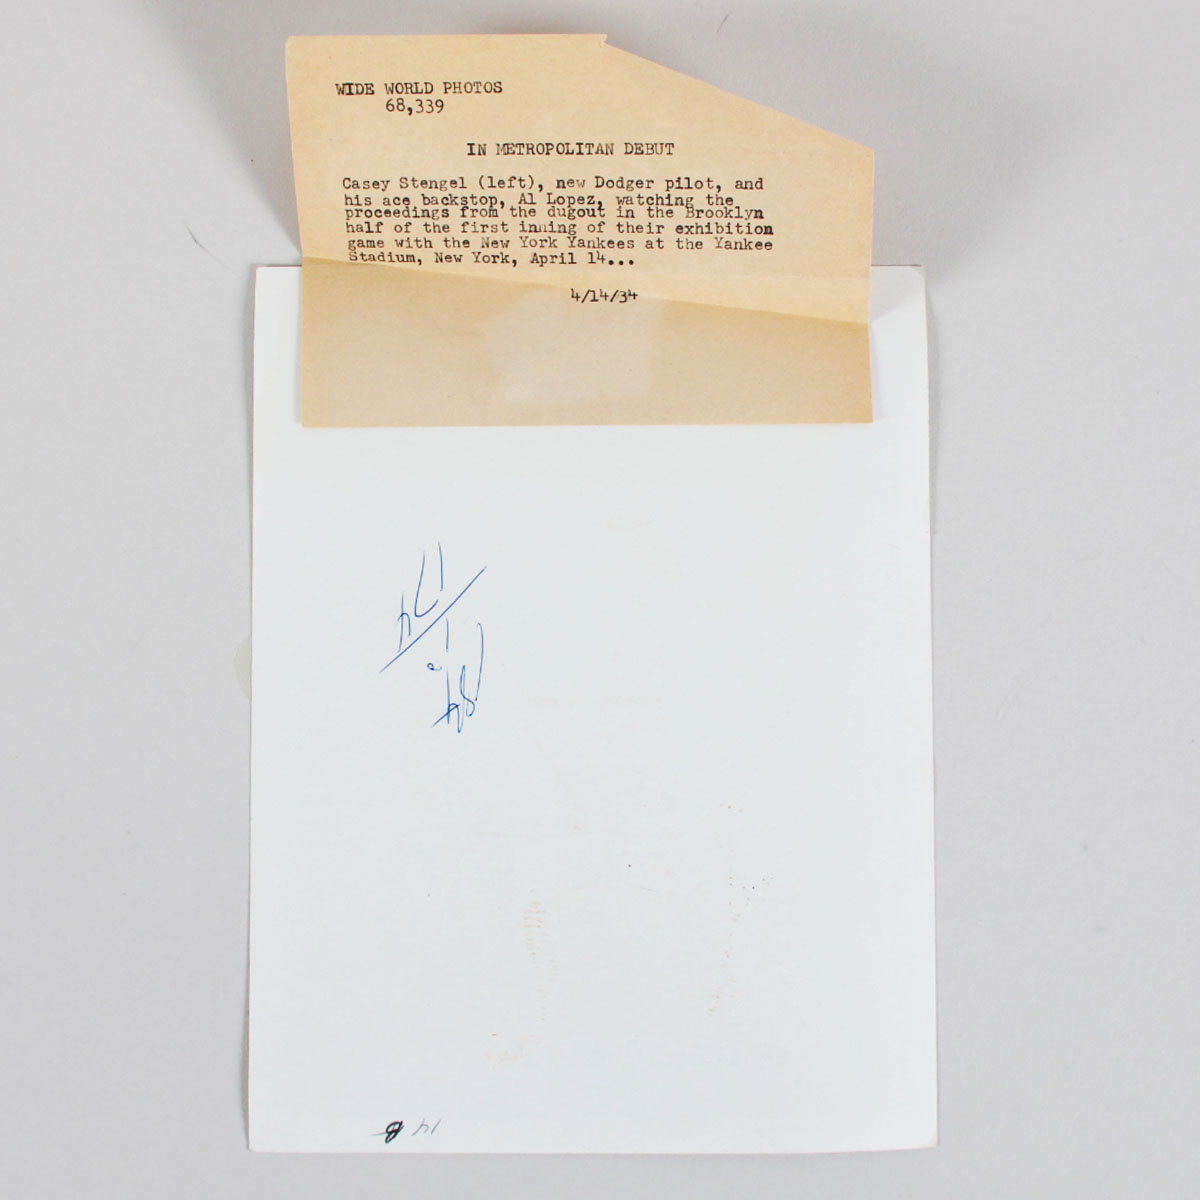 WIDE WORLD PHOTOS
68,339
IN METROPOLITAN DEBUT
Casey Stengel (left), new Dodger pilot, and
his ace backstop, Al Lopez, watching the
proceedings from the dugout in the Brooklyn
half of the first inning of their exhibition
game with the New York Yankees at the Yankee
Stadium, New York, April 14...
4/14/34